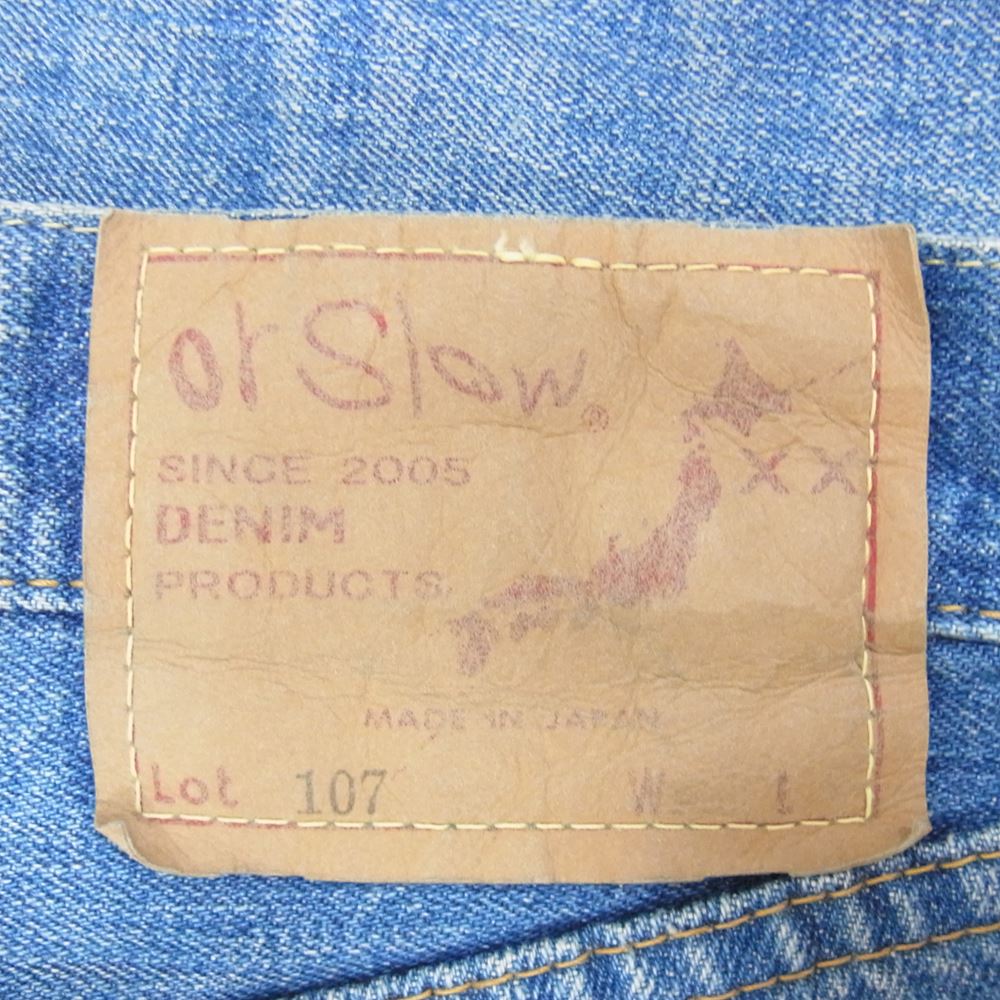 orSlow®
SINCE 2005
XX
DENIM
PRODUCTS.
MADE IN JAPAN
Lot 107 W L